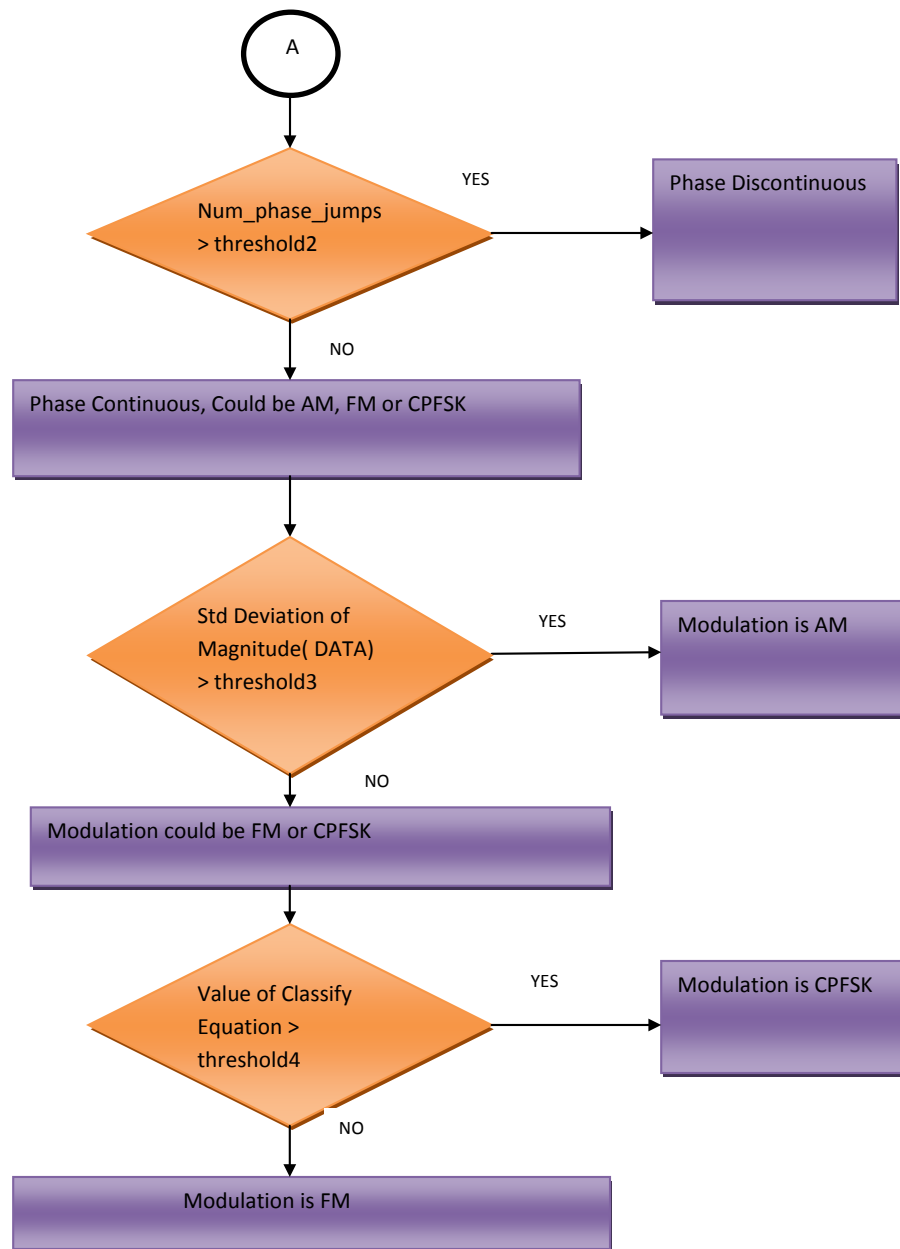 A
YES
Phase Discontinuous
Num_phase_jumps
> threshold2
NO
Phase Continuous, Could be AM, FM or CPFSK
Std Deviation of
Magnitude( DATA)
> threshold3
YES
Modulation is AM
NO
Modulation could be FM or CPFSK
Value of Classify
Equation >
threshold4
YES
Modulation is CPFSK
NO
Modulation is FM